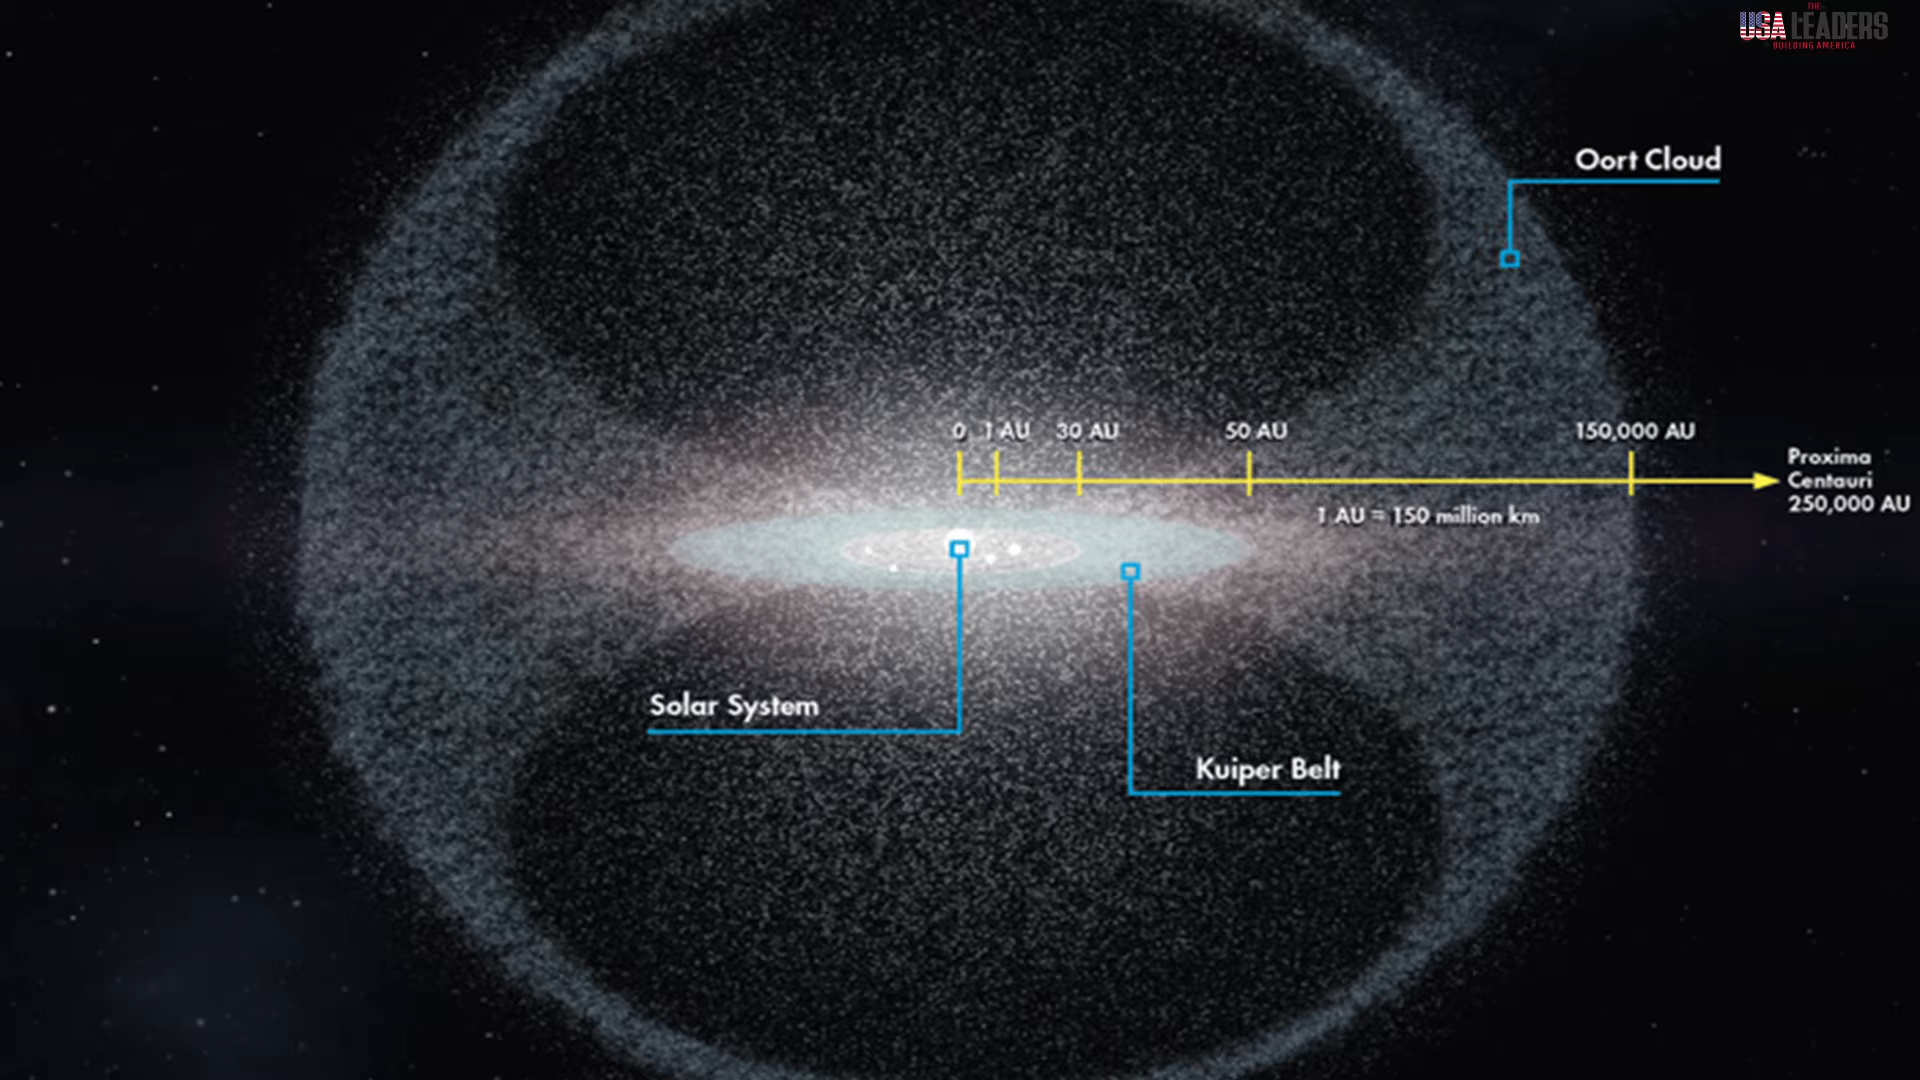 THE
USA LEADERS
BUILDING AMERICA
Oort Cloud
0 1 AU 30 AU 50 AU 150,000 AU
Proxima
Centauri
250,000 AU
1 AU = 150 million km
Solar System
Kuiper Belt